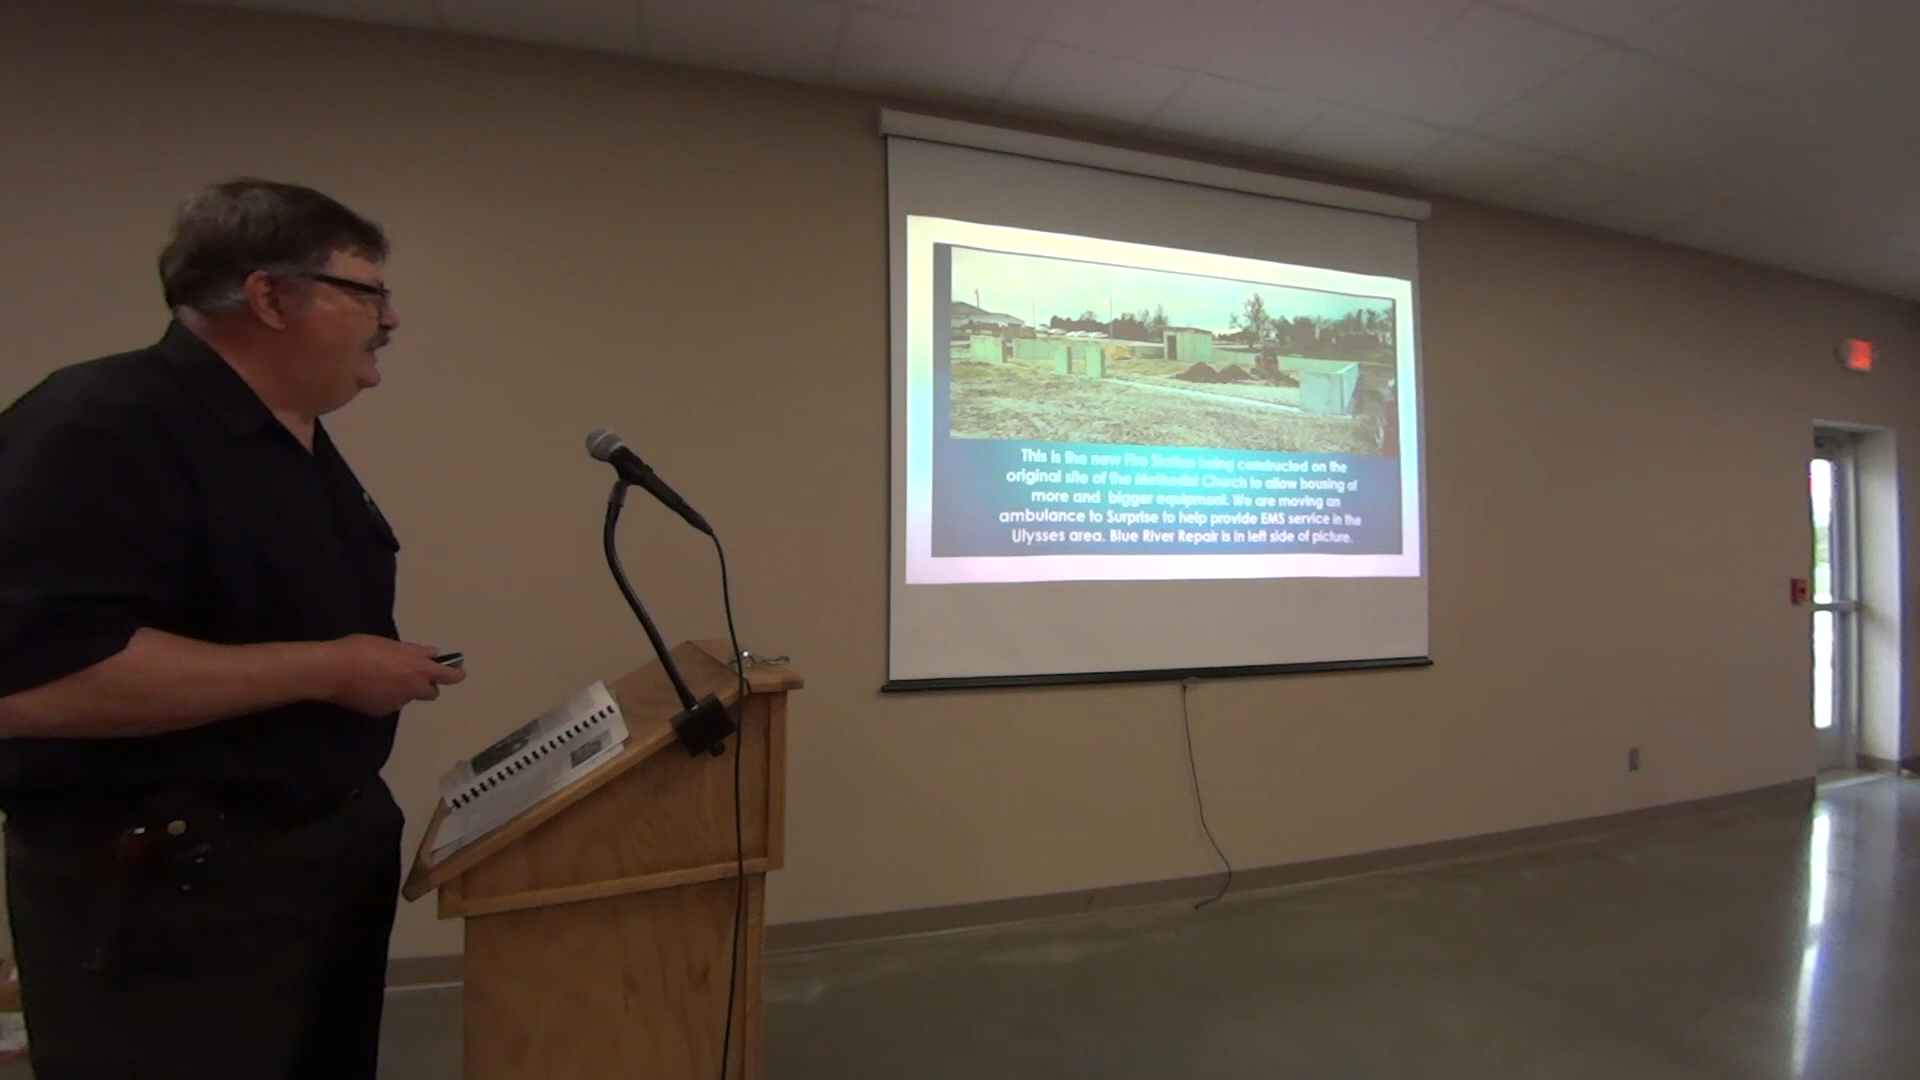 This is the new Fire Station being constructed on the
original site of the Methodist Church to allow housing of
more and bigger equipment. We are moving an
ambulance to Surprise to help provide EMS service in the
Ulysses area. Blue River Repair is in left side of picture.